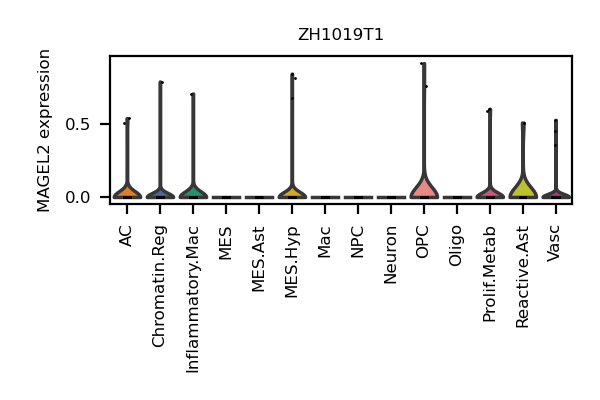 ZH1019T1
MAGEL2 expression
0.5
0.0
AC
Chromatin.Reg
Inflammatory.Mac
MES
MES.Ast
MES.Hyp
Mac
NPC
Neuron
OPC
Oligo
Prolif.Metab
Reactive.Ast
Vasc